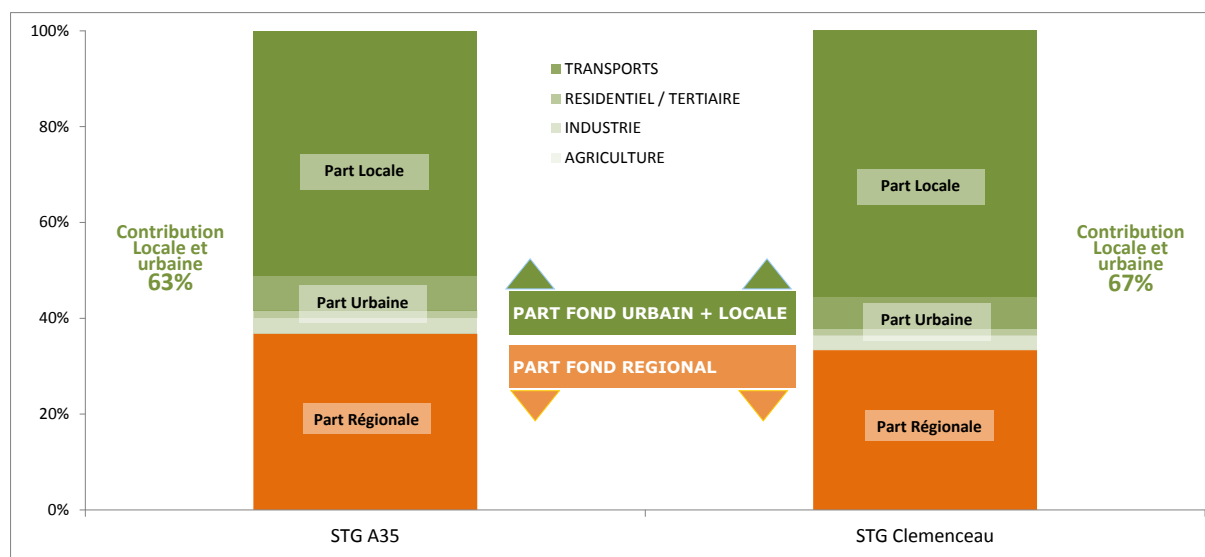 100%
80%
60%
40%
20%
0%
TRANSPORTS
RESIDENTIEL / TERTIAIRE
INDUSTRIE
AGRICULTURE
Part Locale
Part Urbaine
Part Régionale
Contribution
Locale et
urbaine
63%
PART FOND URBAIN + LOCALE
PART FOND REGIONAL
Part Locale
Part Urbaine
Part Régionale
Contribution
Locale et
urbaine
67%
STG A35
STG Clemenceau